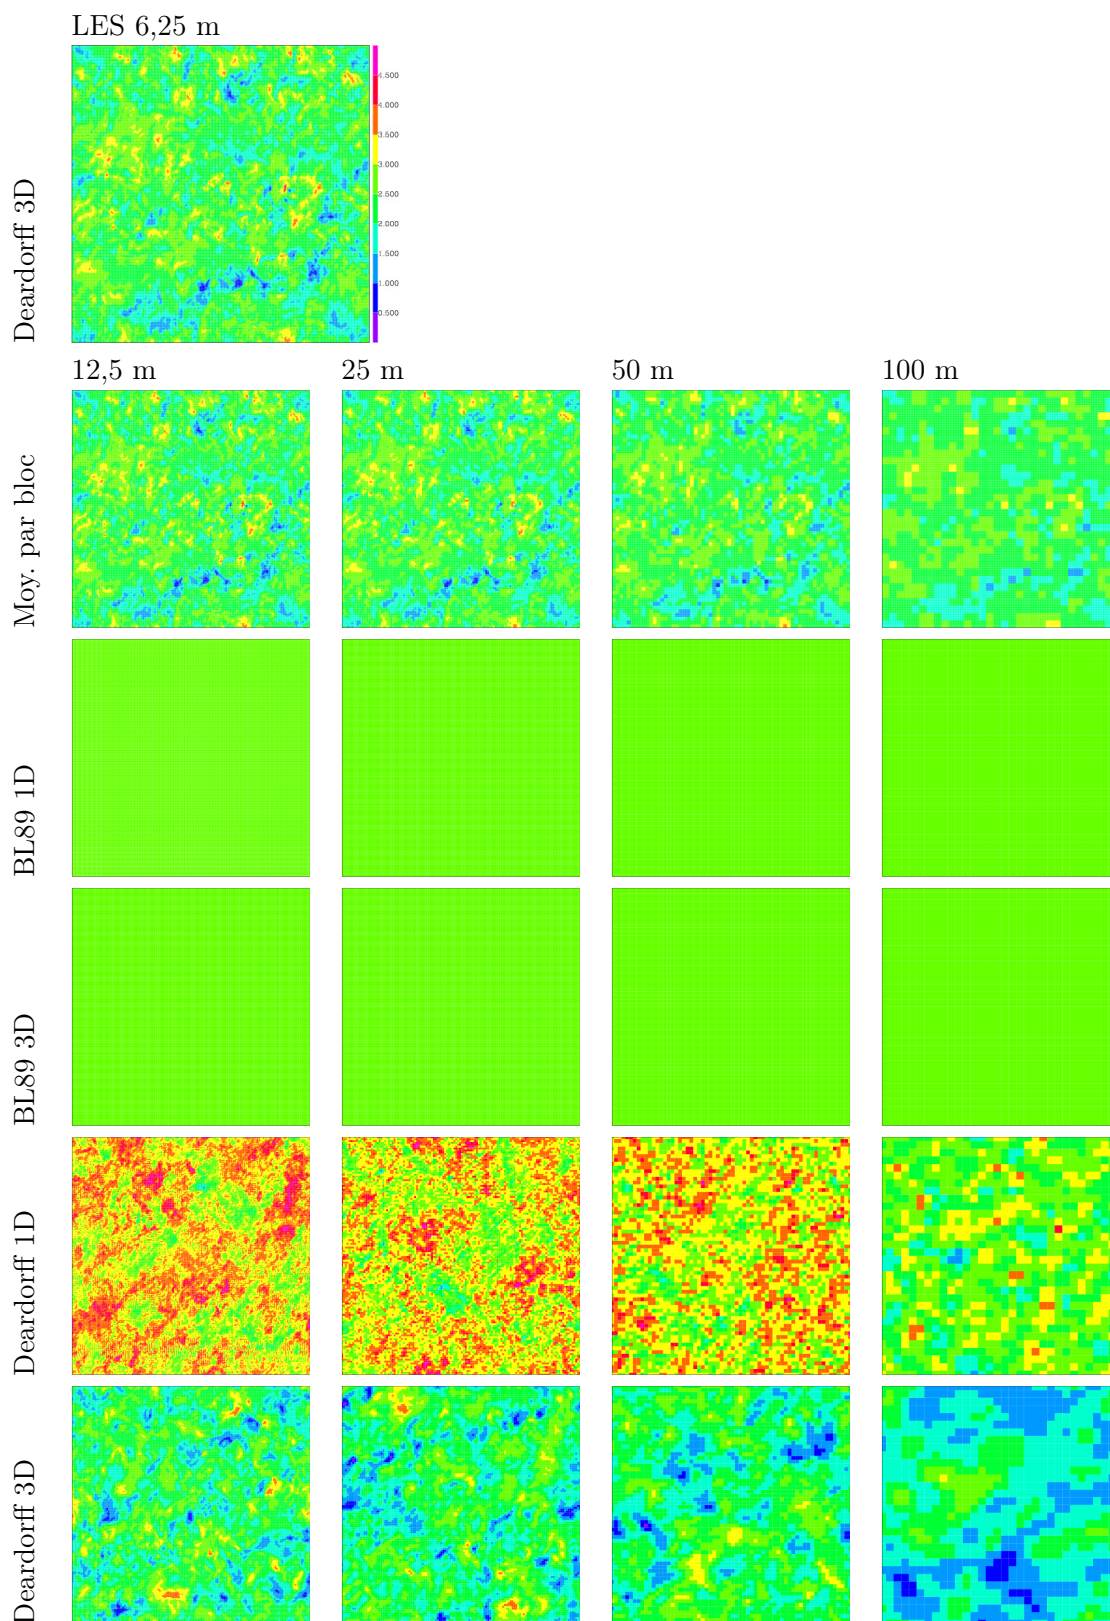 LES 6,25 m
4.500
4.000
3.500
3.000
2.500
2.000
1.500
1.000
0.500
Deardorff 3D
12,5 m 25 m 50 m 100 m
Moy. par bloc
BL89 1D
BL89 3D
Deardorff 1D
Deardorff 3D